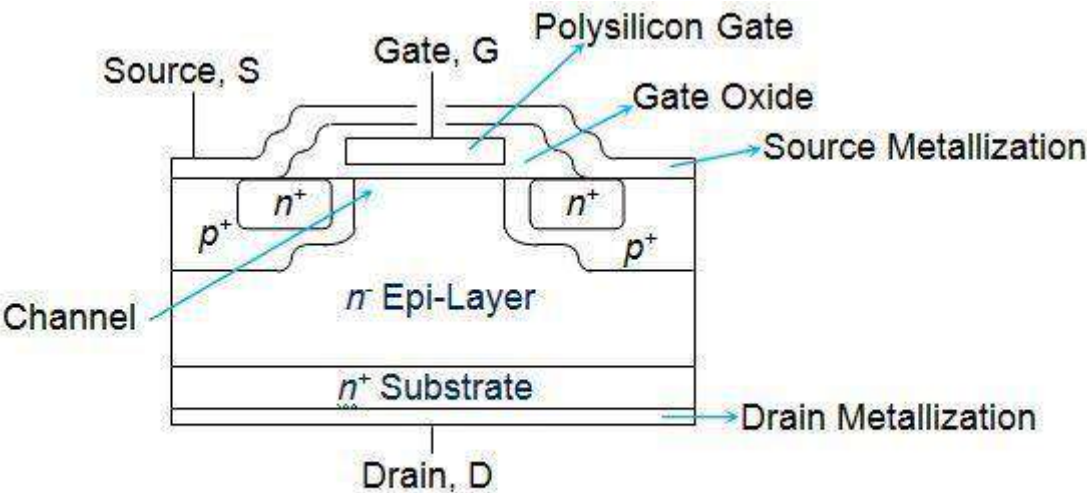 Polysilicon Gate
Gate, G
Source, S
Gate Oxide
Source Metallization
n⁺
n⁺
p⁺
p⁺
n⁻ Epi-Layer
Channel
n⁺ Substrate
Drain Metallization
Drain, D